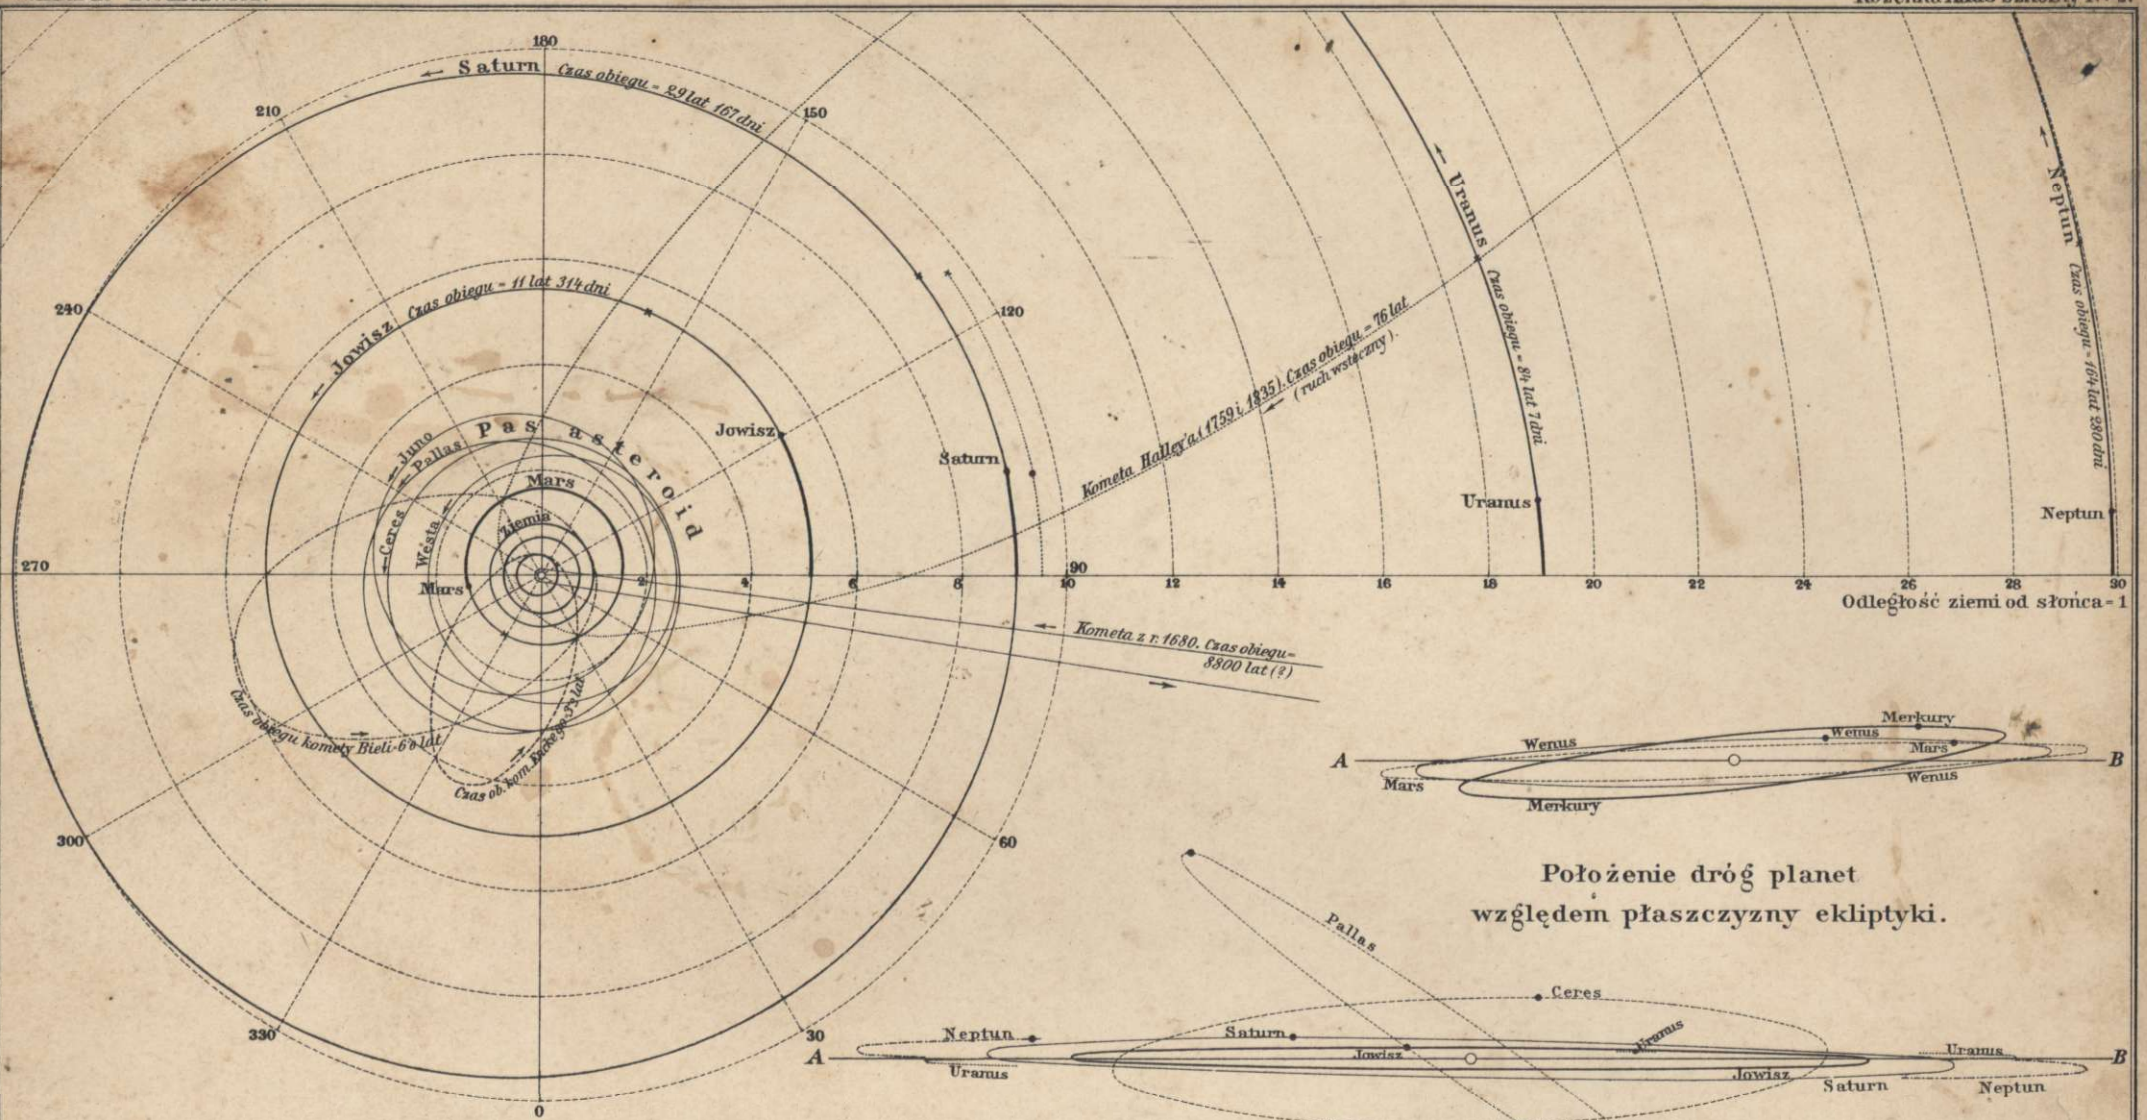 180
Saturn Czas obiegu = 29 lat 167 dni
210
150
Uranus Czas obiegu = 84 lat 7 dni
Neptun Czas obiegu = 164 lat 280 dni
240
Jowisz Czas obiegu = 11 lat 314 dni
120
Kometa Halley'a (1759 i 1835). Czas obiegu = 76 lat
(ruch wsteczny).
Juno
Pallas
Pas asteroid
Jowisz
Saturn
Mars
Ceres
Westa
Ziemia
Uranus
Neptun
270
90
Mars
2 4 6 8 10 12 14 16 18 20 22 24 26 28 30
Odległość ziemi od słońca = 1
Kometa z r. 1680. Czas obiegu =
8800 lat (?)
Czas obiegu komety Bieli
Czas ob. kom. Enckego
Merkury
Wenus
Wenus
Mars
A
B
Mars
Wenus
Merkury
300
60
Położenie dróg planet
względem płaszczyzny ekliptyki.
Pallas
Ceres
330
30
Neptun
Saturn
Uranus
A
Jowisz
Uranus
B
Uranus
Jowisz
Saturn
Neptun
0